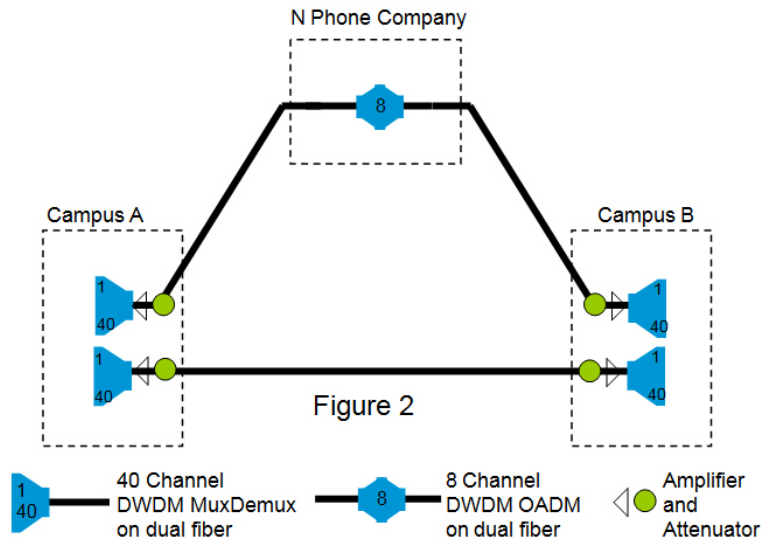 N Phone Company
8
Campus A
Campus B
1
40
1
40
1
40
1
40
Figure 2
1
40
40 Channel
DWDM MuxDemux
on dual fiber
8
8 Channel
DWDM OADM
on dual fiber
Amplifier
and
Attenuator